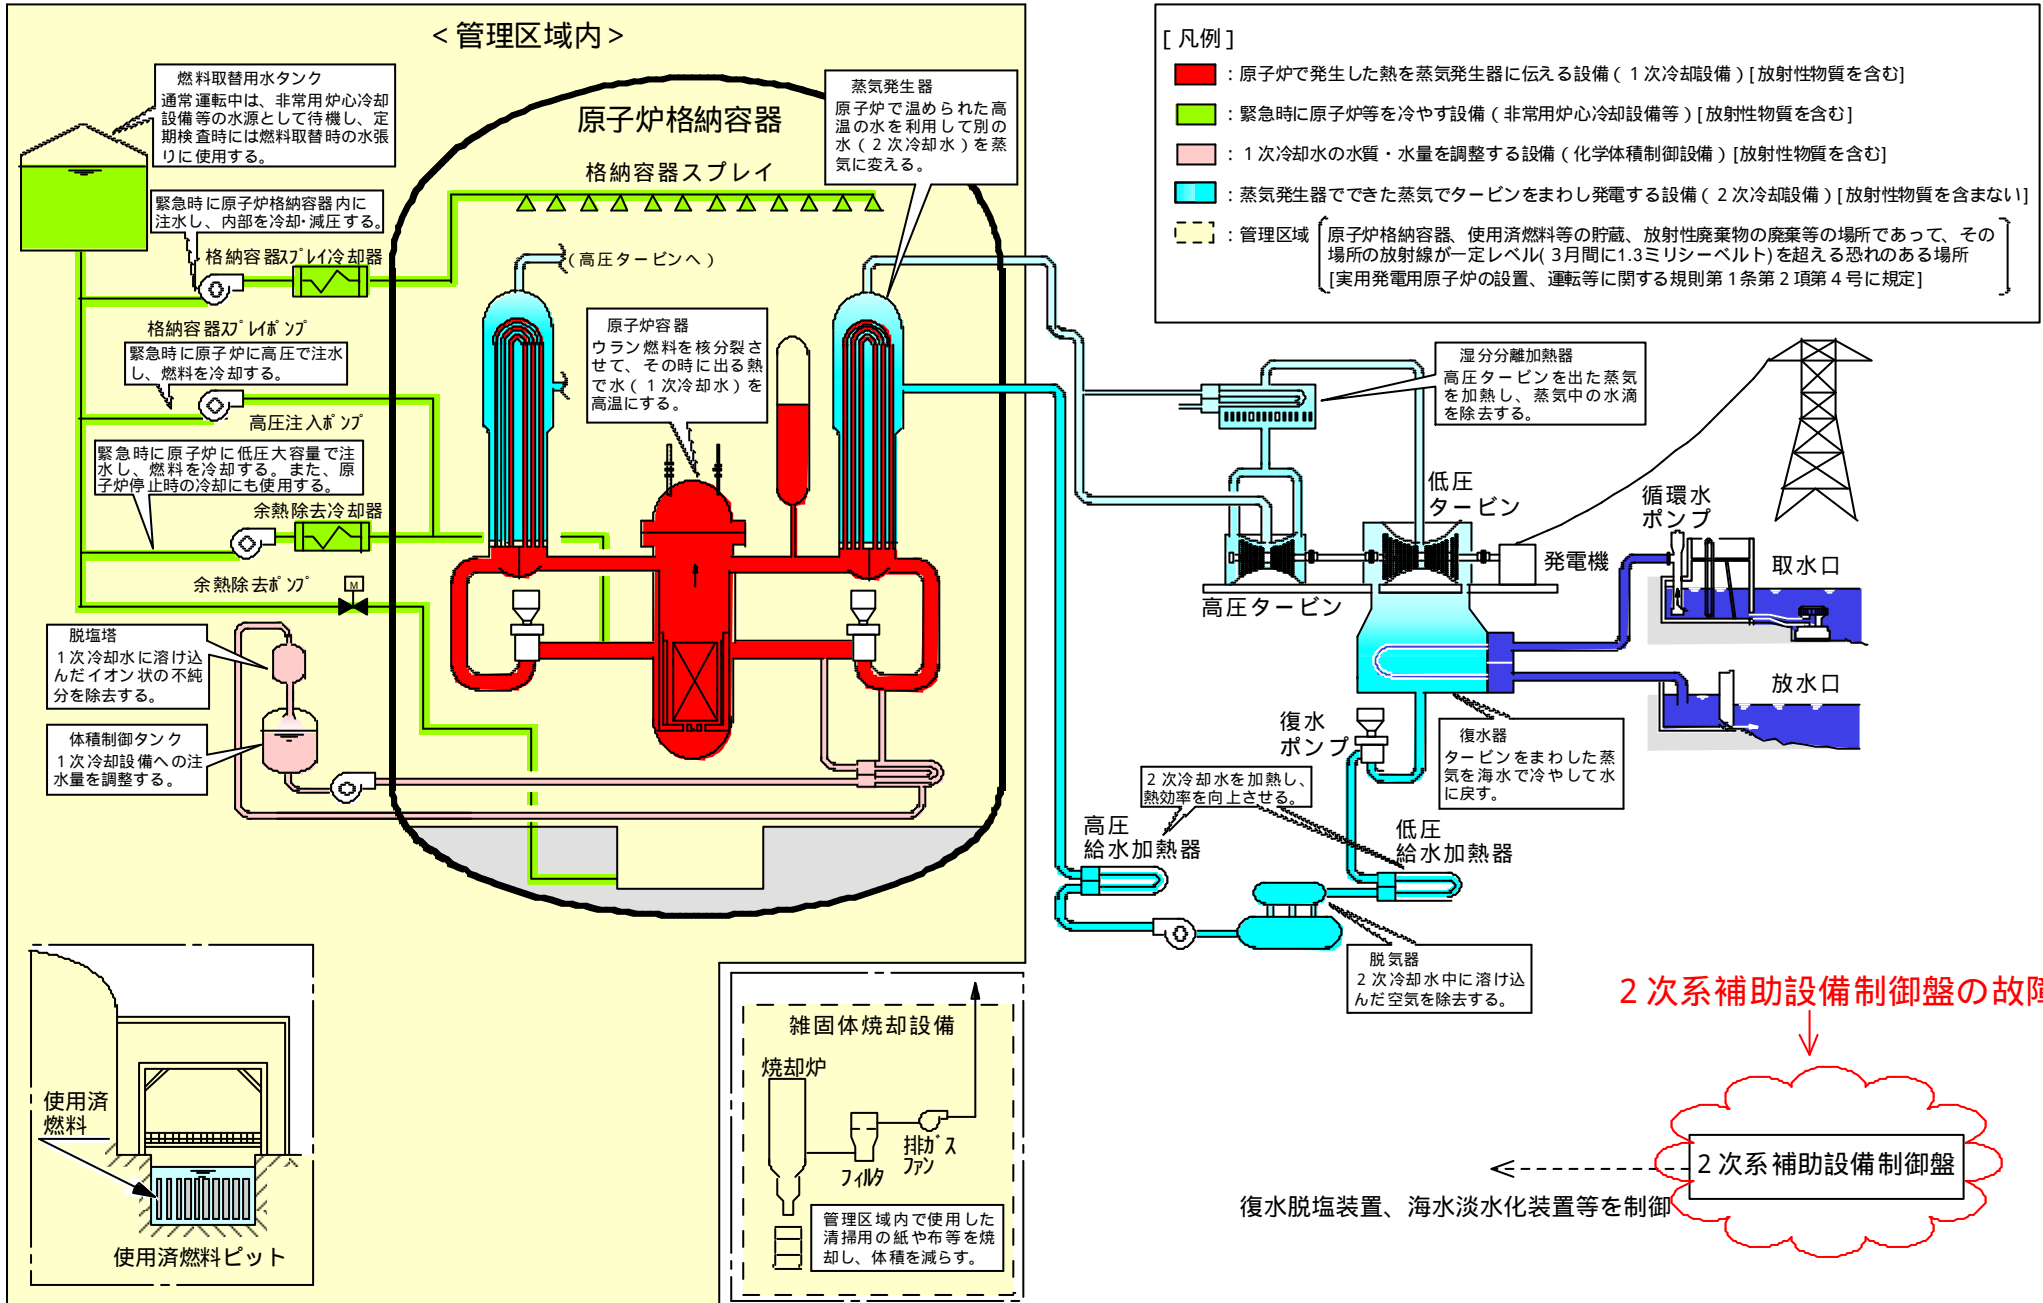 ＜管理区域内＞
燃料取替用水タンク
通常運転中は、非常用炉心冷却
設備等の水源として待機し、定
期検査時には燃料取替時の水張
りに使用する。
緊急時に原子炉格納容器内に
注水し、内部を冷却・減圧する。
格納容器ｽﾌﾟﾚｲ冷却器
格納容器ｽﾌﾟﾚｲﾎﾟﾝﾌﾟ
緊急時に原子炉に高圧で注水
し、燃料を冷却する。
高圧注入ﾎﾟﾝﾌﾟ
緊急時に原子炉に低圧大容量で注
水し、燃料を冷却する。また、原
子炉停止時の冷却にも使用する。
余熱除去冷却器
余熱除去ﾎﾟﾝﾌﾟ
M
脱塩塔
１次冷却水に溶け込
んだイオン状の不純
分を除去する。
体積制御タンク
１次冷却設備への注
水量を調整する。
原子炉格納容器
格納容器スプレイ
蒸気発生器
原子炉で温められた高
温の水を利用して別の
水（２次冷却水）を蒸
気に変える。
（高圧タービンへ）
原子炉容器
ウラン燃料を核分裂さ
せて、その時に出る熱
で水（１次冷却水）を
高温にする。
[凡例]
：原子炉で発生した熱を蒸気発生器に伝える設備（１次冷却設備）[放射性物質を含む]
：緊急時に原子炉等を冷やす設備（非常用炉心冷却設備等）[放射性物質を含む]
：１次冷却水の水質・水量を調整する設備（化学体積制御設備）[放射性物質を含む]
：蒸気発生器でできた蒸気でタービンをまわし発電する設備（２次冷却設備）[放射性物質を含まない]
：管理区域
原子炉格納容器、使用済燃料等の貯蔵、放射性廃棄物の廃棄等の場所であって、その
場所の放射線が一定レベル(３月間に1.3ミリシーベルト)を超える恐れのある場所
[実用発電用原子炉の設置、運転等に関する規則第１条第２項第４号に規定]
湿分分離加熱器
高圧タービンを出た蒸気
を加熱し、蒸気中の水滴
を除去する。
低圧
タービン
高圧タービン
発電機
循環水
ポンプ
取水口
放水口
復水
ポンプ
復水器
タービンをまわした蒸
気を海水で冷やして水
に戻す。
２次冷却水を加熱し、
熱効率を向上させる。
高圧
給水加熱器
低圧
給水加熱器
脱気器
２次冷却水中に溶け込
んだ空気を除去する。
２次系補助設備制御盤の故障
２次系補助設備制御盤
復水脱塩装置、海水淡水化装置等を制御
使用済
燃料
使用済燃料ピット
雑固体焼却設備
焼却炉
フィルタ
排ｶﾞｽ
ﾌｧﾝ
管理区域内で使用した
清掃用の紙や布等を焼
却し、体積を減らす。